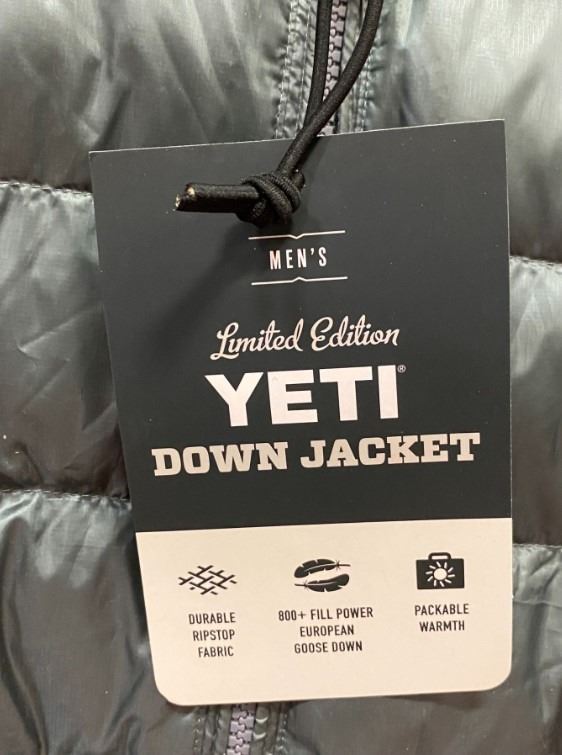 MEN'S
Limited Edition
YETI®
DOWN JACKET
DURABLE
RIPSTOP
FABRIC
800+ FILL POWER
EUROPEAN
GOOSE DOWN
PACKABLE
WARMTH